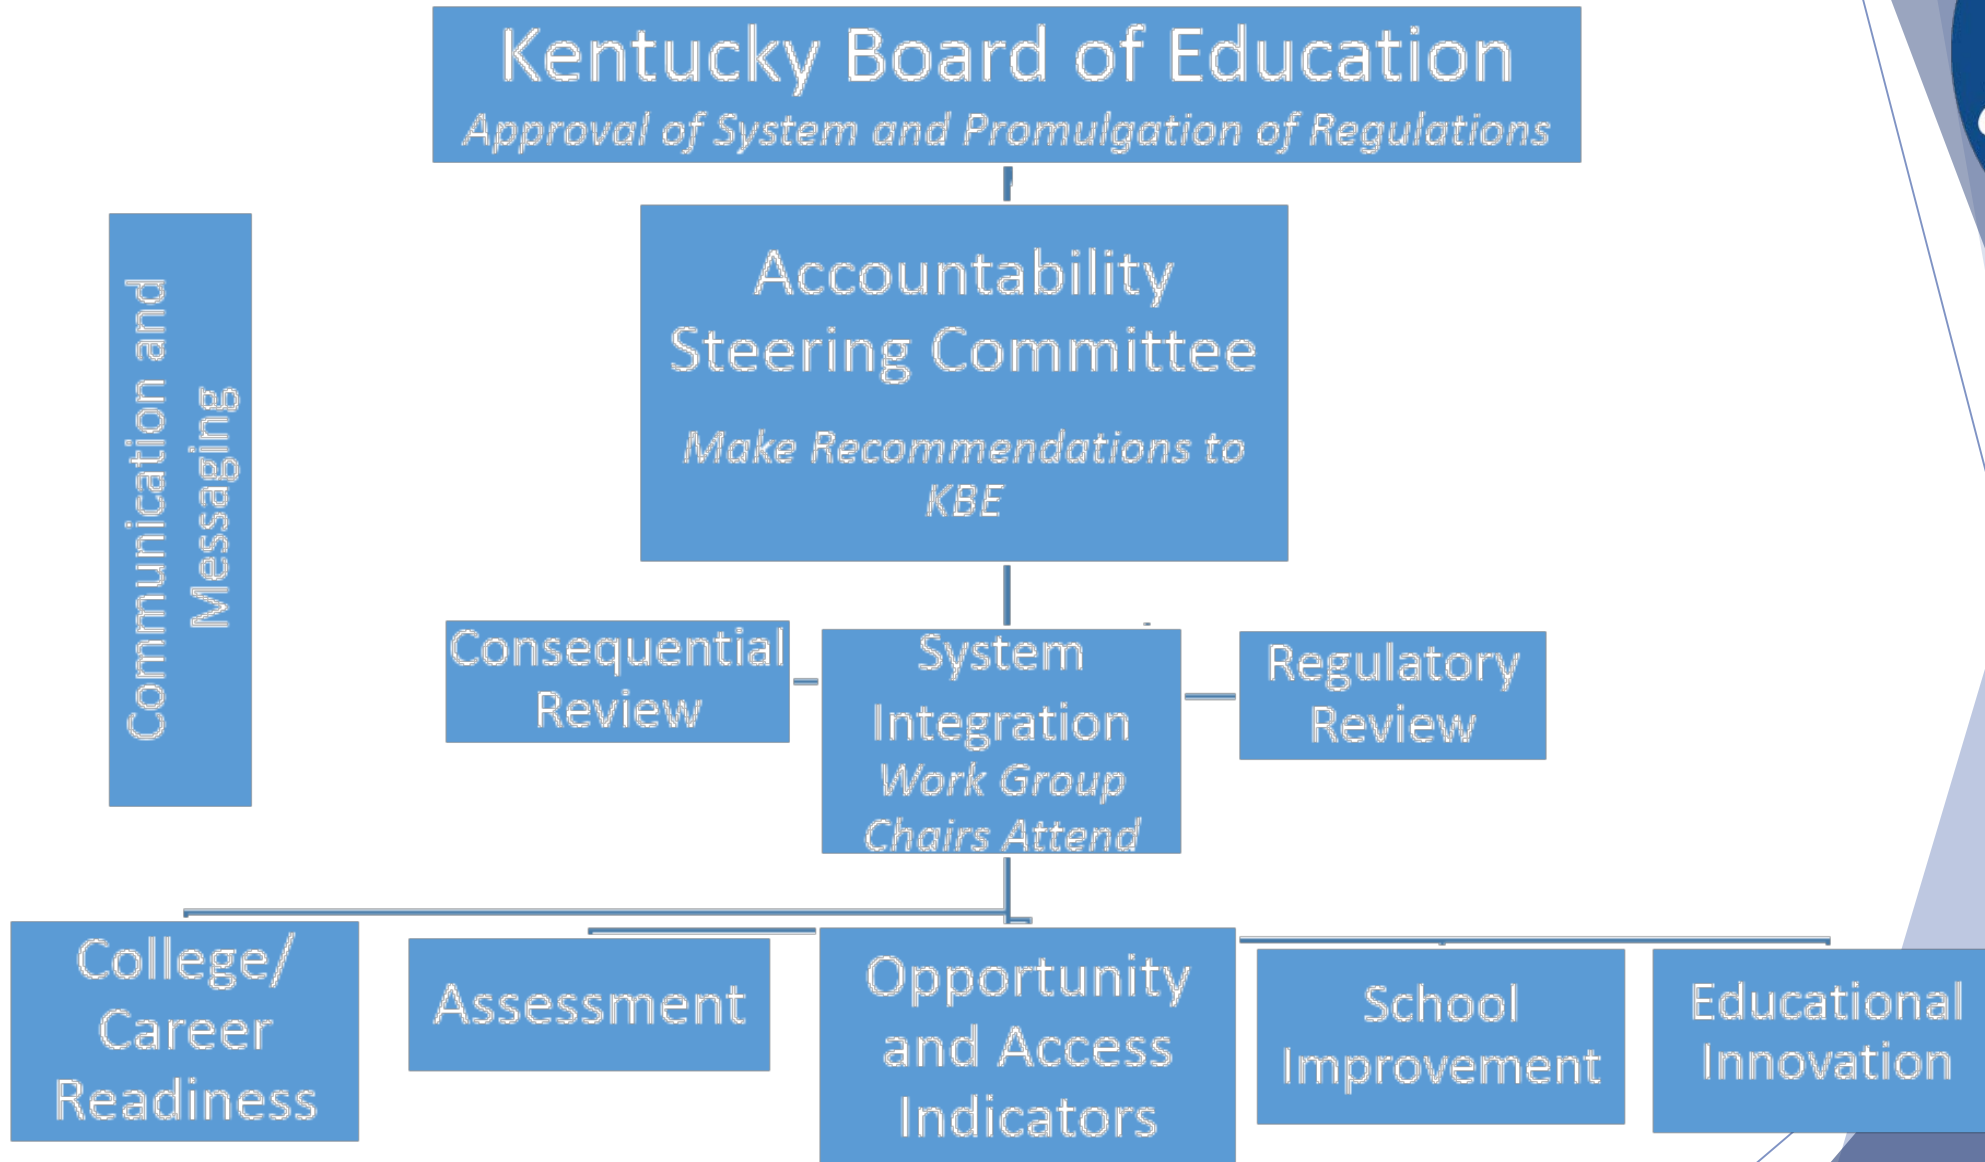 Kentucky Board of Education
Approval of System and Promulgation of Regulations
Communication and
Messaging
Accountability
Steering Committee
Make Recommendations to
KBE
Consequential
Review
System
Integration
Work Group
Chairs Attend
Regulatory
Review
College/
Career
Readiness
Assessment
Opportunity
and Access
Indicators
School
Improvement
Educational
Innovation